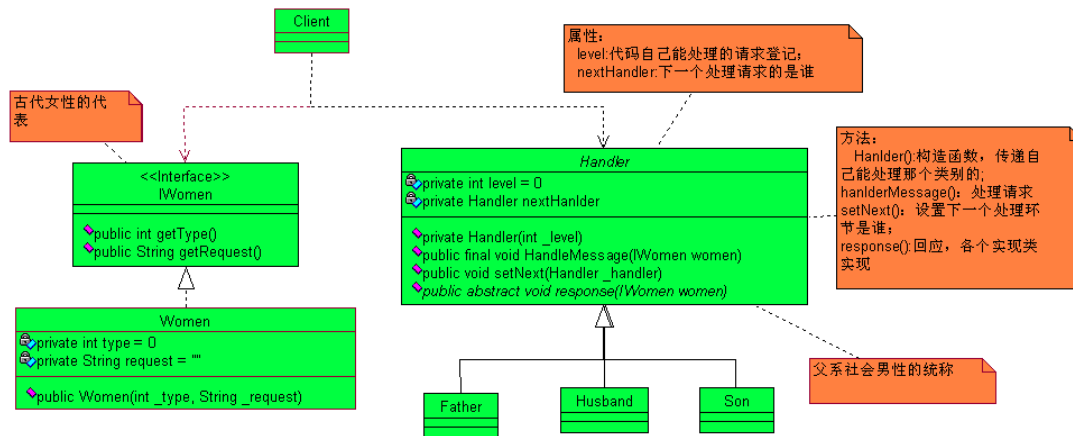 Client
属性：
level:代码自己能处理的请求登记；
nextHandler:下一个处理请求的是谁
古代女性的代
表
<<Interface>>
IWomen
public int getType()
public String getRequest()
Handler
private int level = 0
private Handler nextHanlder
private Handler(int _level)
public final void HandleMessage(IWomen women)
public void setNext(Handler _handler)
public abstract void response(IWomen women)
方法：
Hanlder():构造函数，传递自
己能处理那个类别的;
hanlderMessage()：处理请求
setNext()：设置下一个处理环
节是谁；
response():回应，各个实现类
实现
Women
private int type = 0
private String request = ""
public Women(int _type, String _request)
父系社会男性的统称
Father
Husband
Son